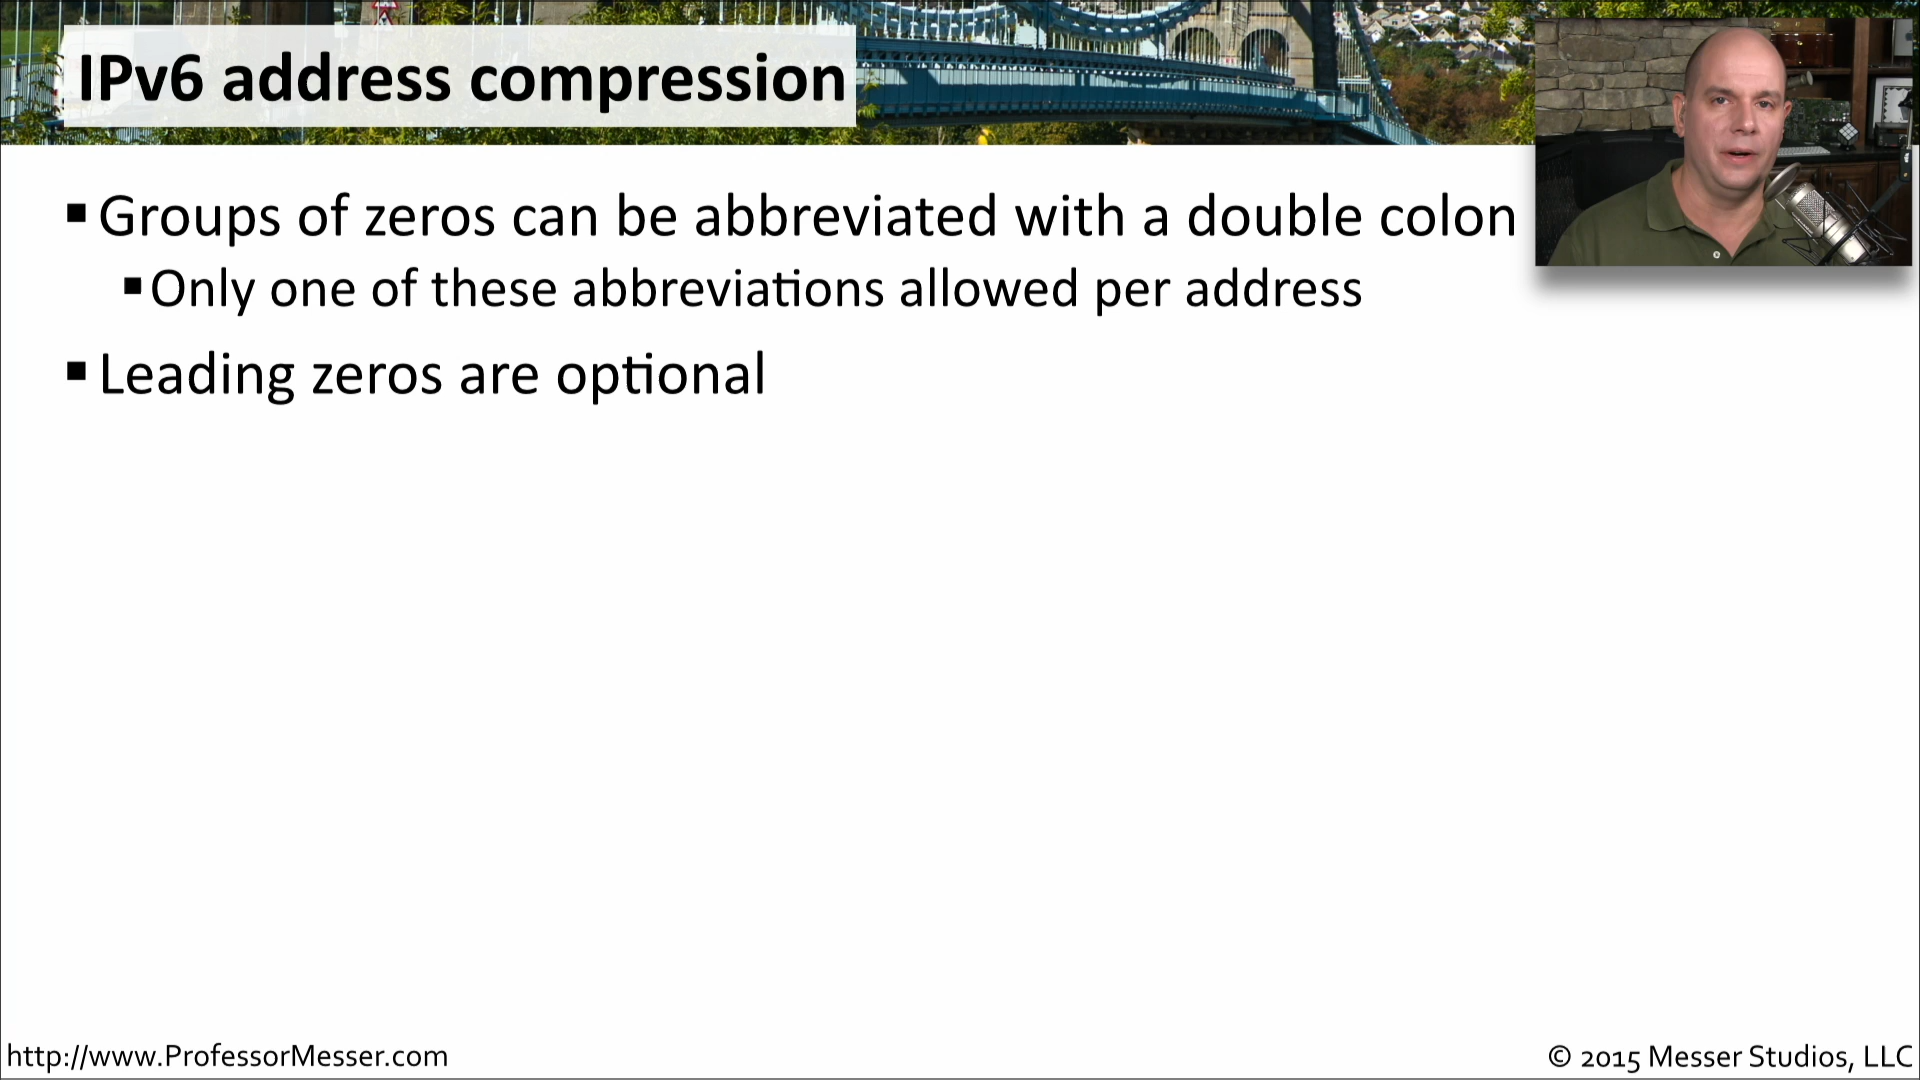 IPv6 address compression
Groups of zeros can be abbreviated with a double colon
Only one of these abbreviations allowed per address
Leading zeros are optional
http://www.ProfessorMesser.com
© 2015 Messer Studios, LLC